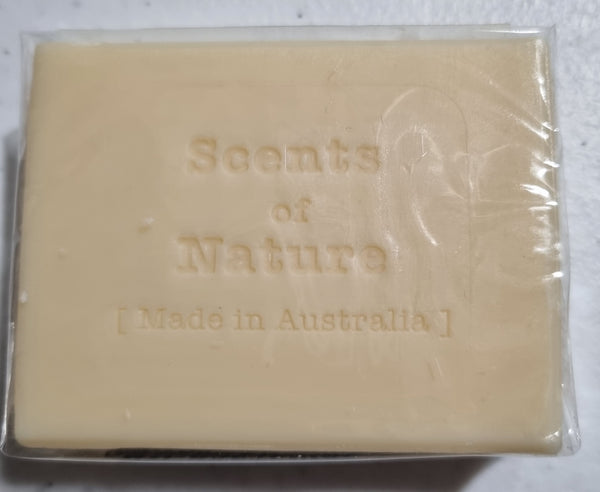 Scents
of
Nature
[ Made in Australia ]